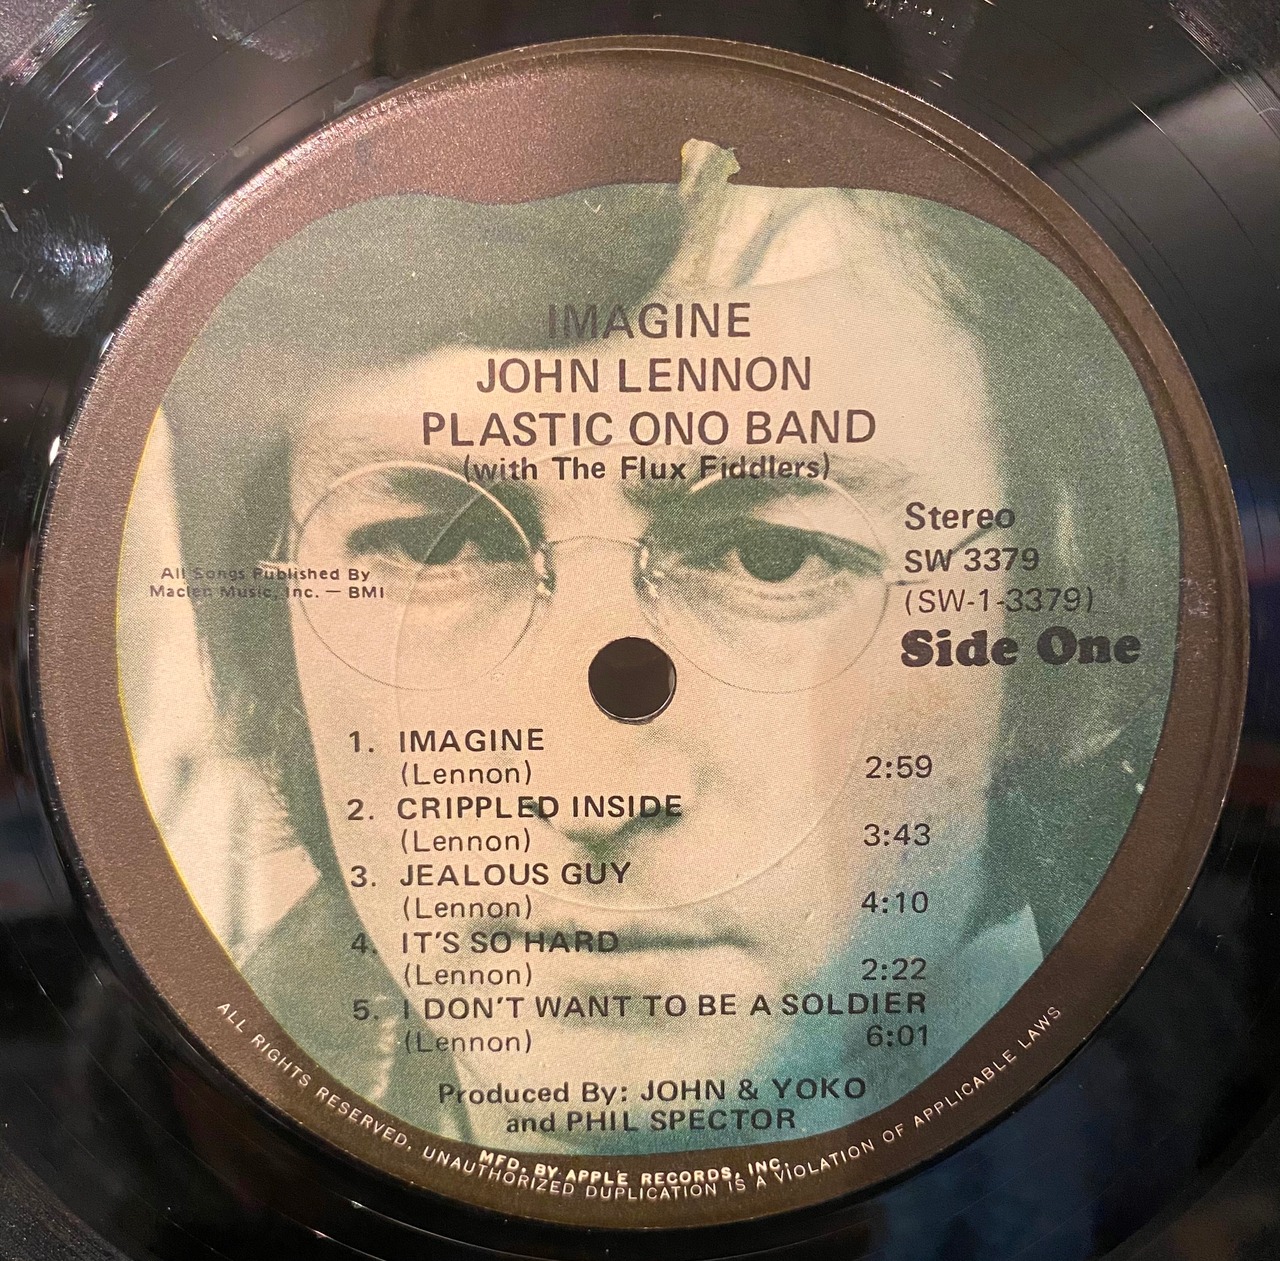 IMAGINE
JOHN LENNON
PLASTIC ONO BAND
(with The Flux Fiddlers)
Stereo
SW 3379
(SW-1-3379)
Side One
All Songs Published By
Maclen Music, Inc. — BMI
1. IMAGINE
(Lennon) 2:59
2. CRIPPLED INSIDE
(Lennon) 3:43
3. JEALOUS GUY
(Lennon) 4:10
4. IT'S SO HARD
(Lennon) 2:22
5. I DON'T WANT TO BE A SOLDIER
(Lennon) 6:01
Produced By: JOHN & YOKO
and PHIL SPECTOR
MFD. BY APPLE RECORDS, INC.
ALL RIGHTS RESERVED. UNAUTHORIZED DUPLICATION IS A VIOLATION OF APPLICABLE LAWS